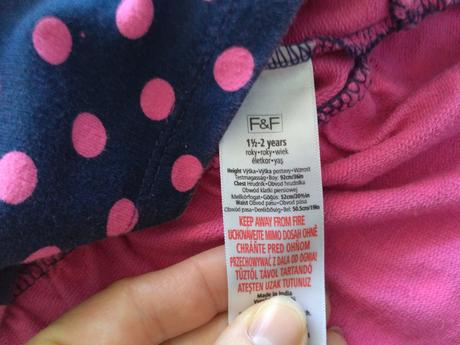 F&F
1½-2 years
roky•roky•wiek
életkor•yaş
Height Výška•Výška postavy•Wzrost
Testmagasság•Boy: 92cm/36in
Chest Hrudník•Obvod hrudníka
Obwód klatki piersiowej
Mellkörfogat•Göğüs: 52cm/20½in
Waist Obvod pasu•Obvod pása
Obwód pasa•Derékbőség•Bel: 50.5cm/19in
KEEP AWAY FROM FIRE
UCHOVÁVEJTE MIMO DOSAH OHNĚ
CHRÁŇTE PRED OHŇOM
PRZECHOWYWAĆ Z DALA OD OGNIA
TŰZTŐL TÁVOL TARTANDÓ
ATEŞTEN UZAK TUTUNUZ
Made in India